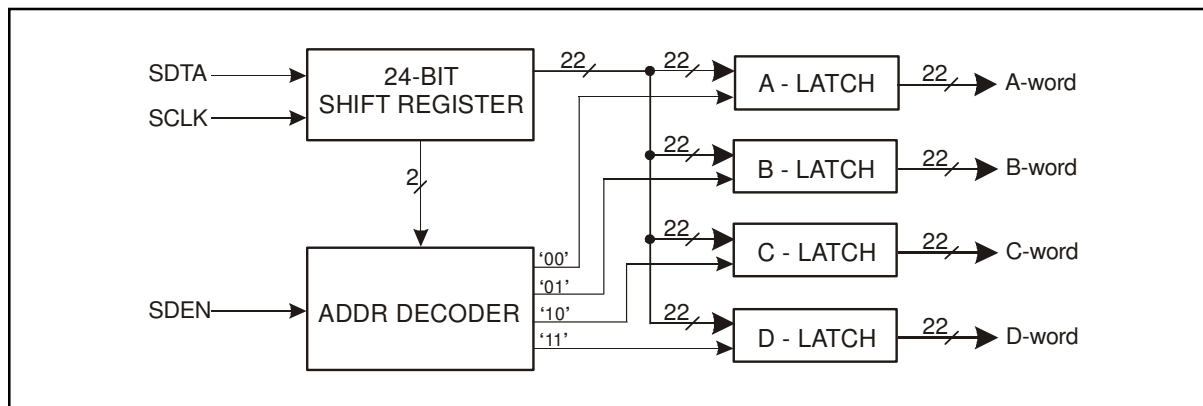 SDTA
SCLK
24-BIT
SHIFT REGISTER
22
22
A - LATCH
22
A-word
22
B - LATCH
22
B-word
2
22
C - LATCH
22
C-word
SDEN
ADDR DECODER
‘00’
‘01’
‘10’
‘11’
22
D - LATCH
22
D-word